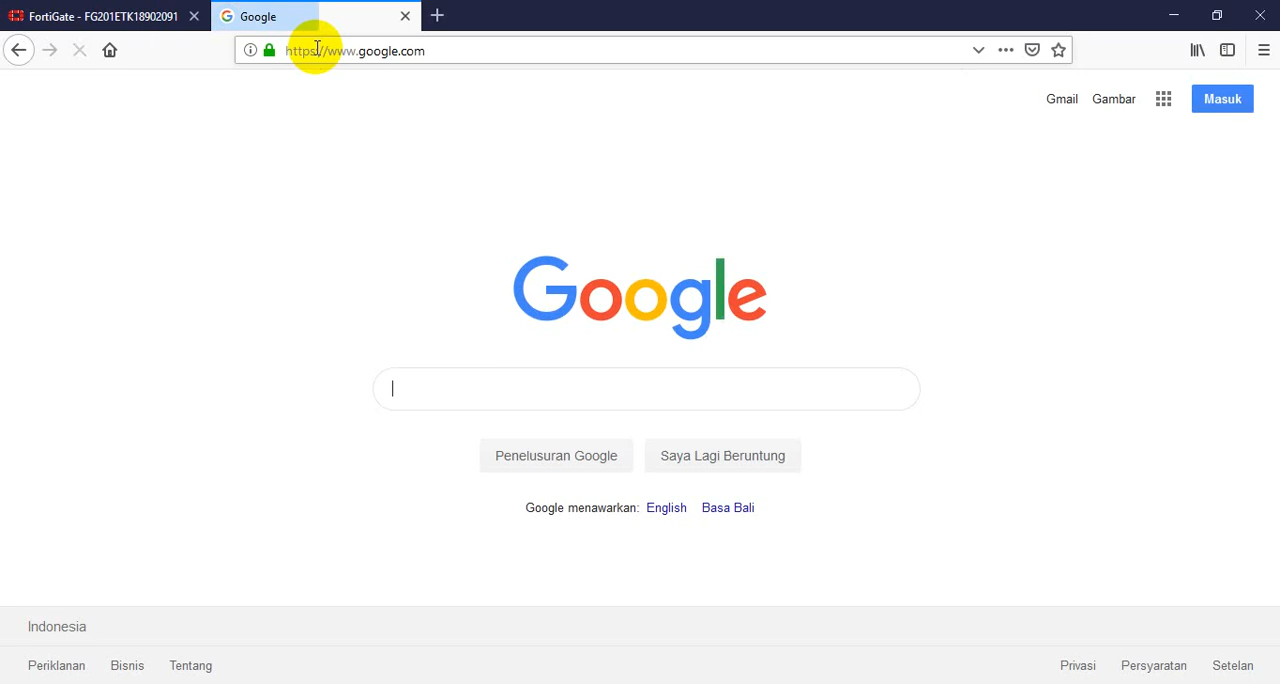 FortiGate - FG201ETK18902091
Google
https://www.google.com
Gmail Gambar Masuk
Google
Penelusuran Google Saya Lagi Beruntung
Google menawarkan: English Basa Bali
Indonesia
Periklanan Bisnis Tentang Privasi Persyaratan Setelan